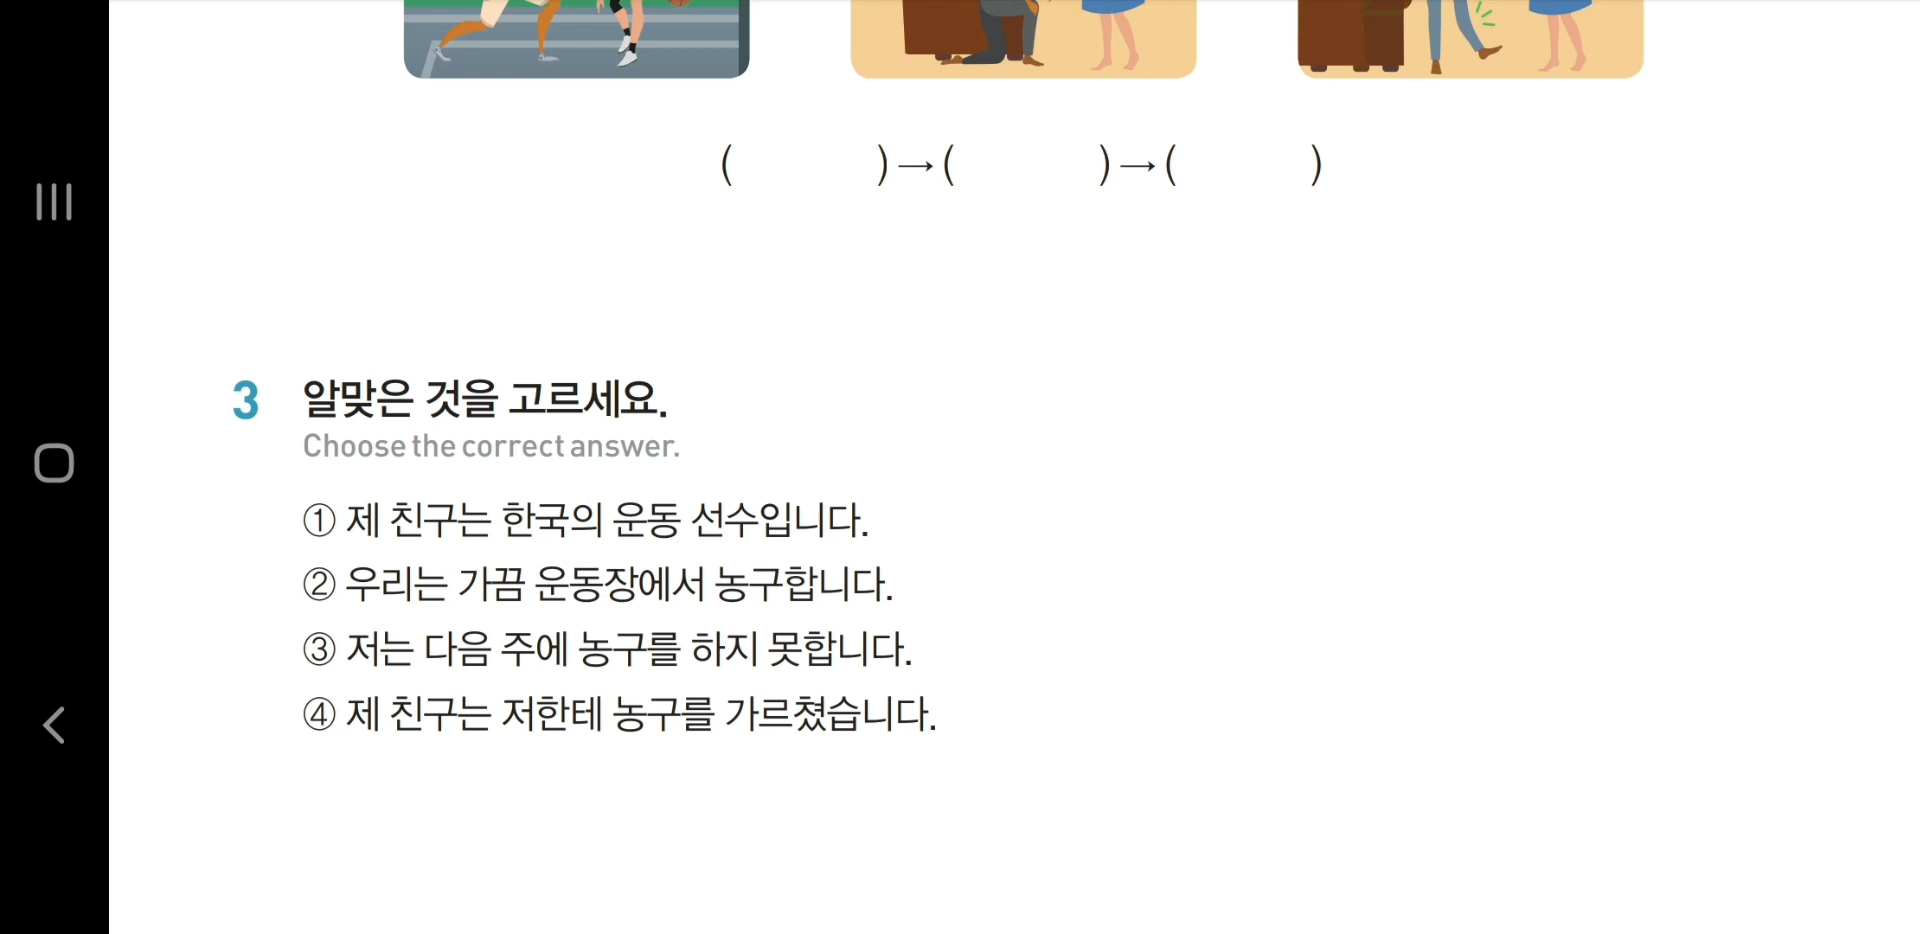 (            )→(            )→(            )
3 알맞은 것을 고르세요.
Choose the correct answer.
① 제 친구는 한국의 운동 선수입니다.
② 우리는 가끔 운동장에서 농구합니다.
③ 저는 다음 주에 농구를 하지 못합니다.
④ 제 친구는 저한테 농구를 가르쳤습니다.